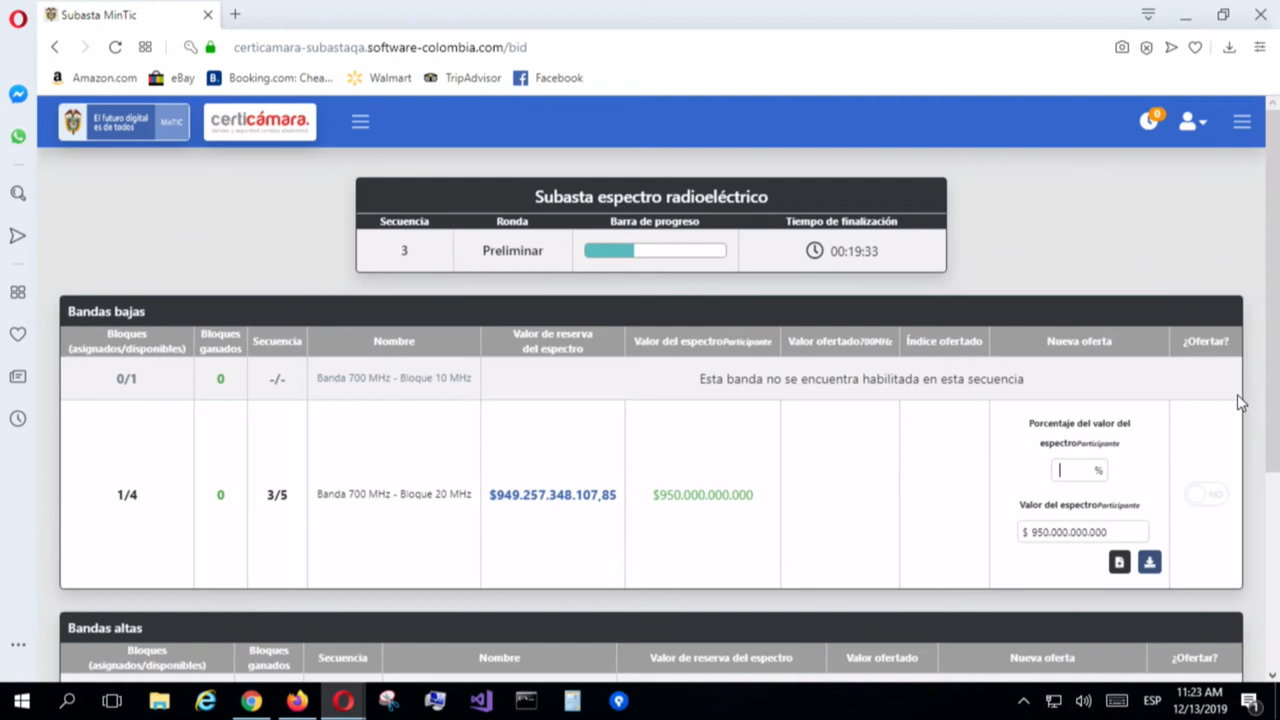 Subasta MinTic
certicamara-subastaqa.software-colombia.com/bid
Amazon.com
eBay
Booking.com: Chea...
Walmart
TripAdvisor
Facebook
El futuro digital
es de todos
MinTIC
certicámara.
0
Subasta espectro radioeléctrico
Secuencia
Ronda
Barra de progreso
Tiempo de finalización
3
Preliminar
00:19:33
Bandas bajas
Bloques
(asignados/disponibles)
Bloques
ganados
Secuencia
Nombre
Valor de reserva
del espectro
Valor del espectroParticipante
Valor ofertado700MHz
Índice ofertado
Nueva oferta
¿Ofertar?
0/1
0
-/-
Banda 700 MHz - Bloque 10 MHz
Esta banda no se encuentra habilitada en esta secuencia
1/4
0
3/5
Banda 700 MHz - Bloque 20 MHz
$949.257.348.107,85
$950.000.000.000
Porcentaje del valor del
espectroParticipante
%
Valor del espectroParticipante
$ 950.000.000.000
NO
Bandas altas
Bloques
(asignados/disponibles)
Bloques
ganados
Secuencia
Nombre
Valor de reserva del espectro
Valor ofertado
Nueva oferta
¿Ofertar?
ESP
11:23 AM
12/13/2019
1